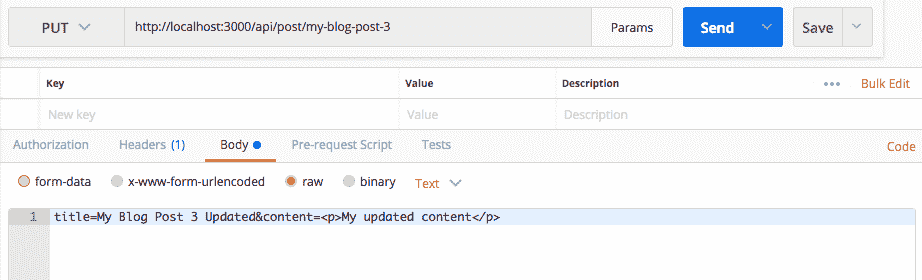 PUT http://localhost:3000/api/post/my-blog-post-3 Params Send Save
Key Value Description ••• Bulk Edit
New key Value Description
Authorization Headers (1) Body Pre-request Script Tests Code
form-data x-www-form-urlencoded raw binary Text
1 title=My Blog Post 3 Updated&content=<p>My updated content</p>